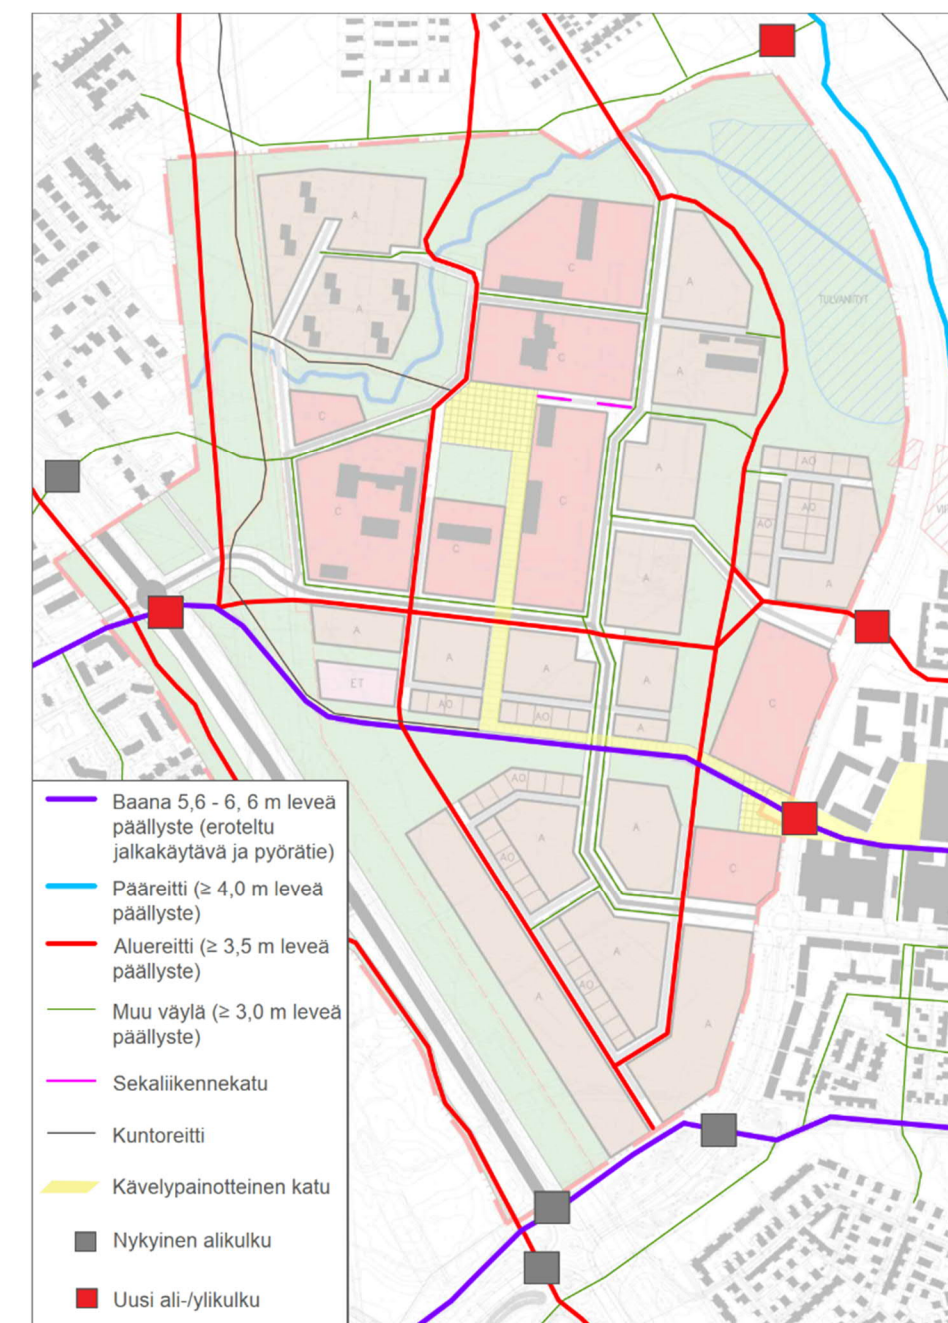 A
C
A
TULVANIITYT
A
C
A
C
A
AO
C
C
AO
AO
C
A
A
A
A
A
A
ET
C
AO
AO
A
AO
A
AO
C
A
AO
A
A
Baana 5,6 - 6, 6 m leveä
päällyste (eroteltu
jalkakäytävä ja pyörätie)
Pääreitti (≥ 4,0 m leveä
päällyste)
Aluereitti (≥ 3,5 m leveä
päällyste)
Muu väylä (≥ 3,0 m leveä
päällyste)
Sekaliikennekatu
Kuntoreitti
Kävelypainotteinen katu
Nykyinen alikulku
Uusi ali-/ylikulku